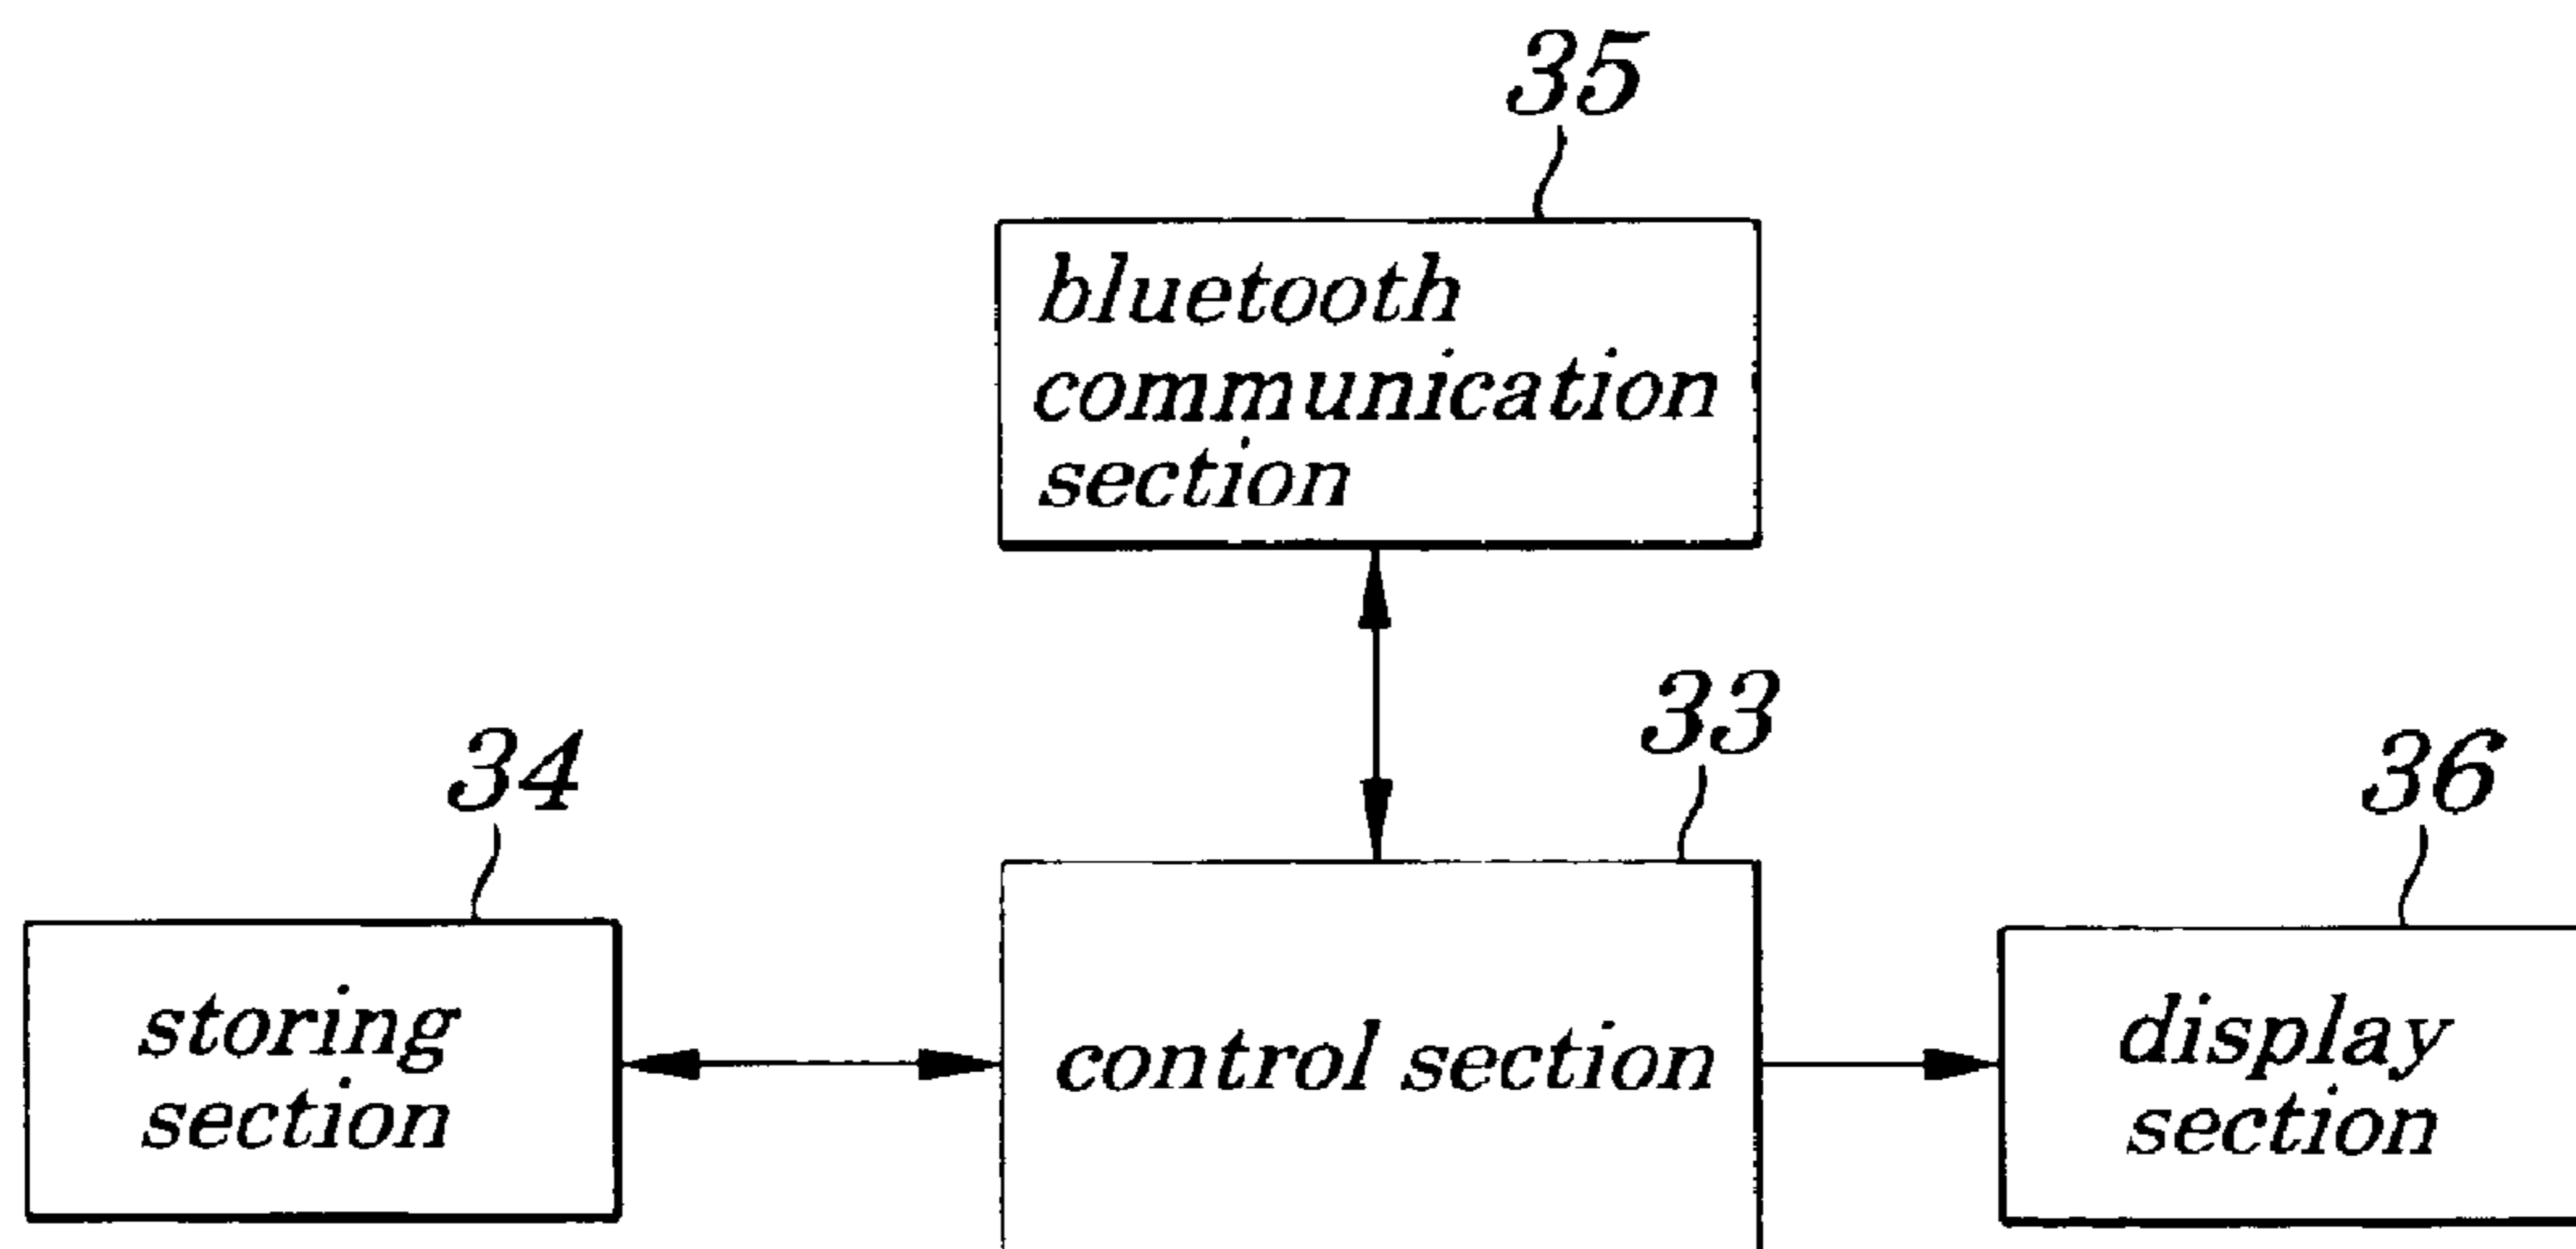 35
bluetooth
communication
section
33
34
36
storing
section
control section
display
section